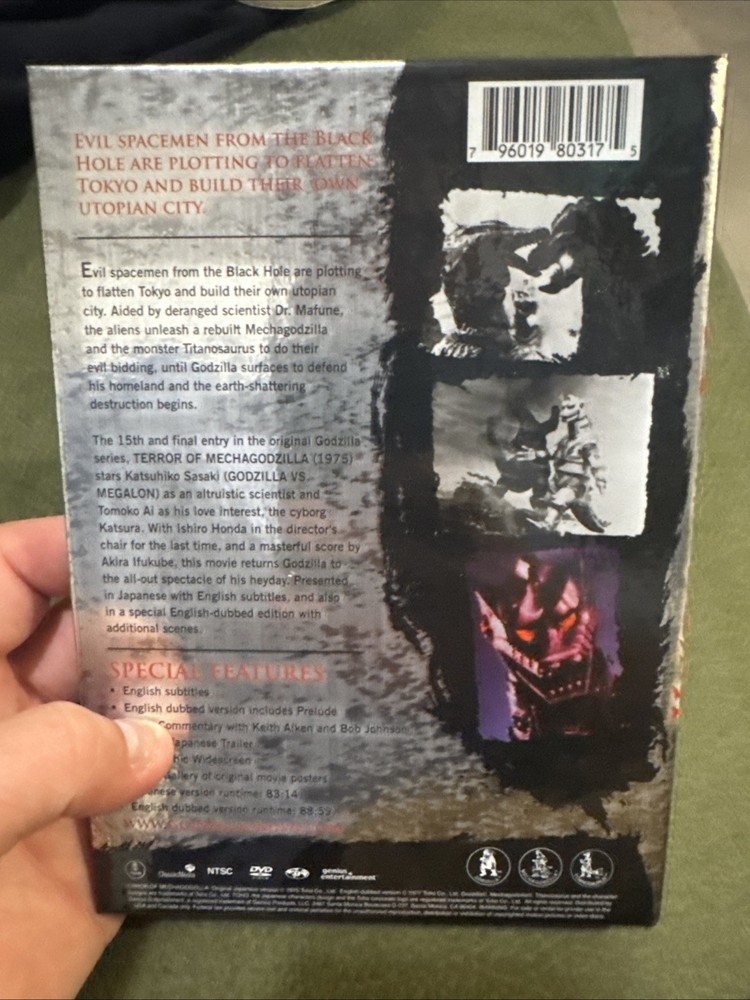 7 96019 80317 5
EVIL SPACEMEN FROM THE BLACK
HOLE ARE PLOTTING TO FLATTEN
TOKYO AND BUILD THEIR OWN
UTOPIAN CITY.
Evil spacemen from the Black Hole are plotting
to flatten Tokyo and build their own utopian
city. Aided by deranged scientist Dr. Mafune,
the aliens unleash a rebuilt Mechagodzilla
and the monster Titanosaurus to do their
evil bidding, until Godzilla surfaces to defend
his homeland and the earth-shattering
destruction begins.
The 15th and final entry in the original Godzilla
series, TERROR OF MECHAGODZILLA (1975)
stars Katsuhiko Sasaki (GODZILLA VS.
MEGALON) as an altruistic scientist and
Tomoko Ai as his love interest, the cyborg
Katsura. With Ishiro Honda in the director's
chair for the last time, and a masterful score by
Akira Ifukube, this movie returns Godzilla to
the all-out spectacle of his heyday. Presented
in Japanese with English subtitles, and also
in a special English-dubbed edition with
additional scenes.
SPECIAL FEATURES
• English subtitles
• English dubbed version includes Prelude
Commentary with Keith Aiken and Bob Johnson
Japanese Trailer
Widescreen
of original movie posters
version runtime: 83:14
English dubbed version runtime: 88:59
ClassicMedia NTSC DVD genius entertainment